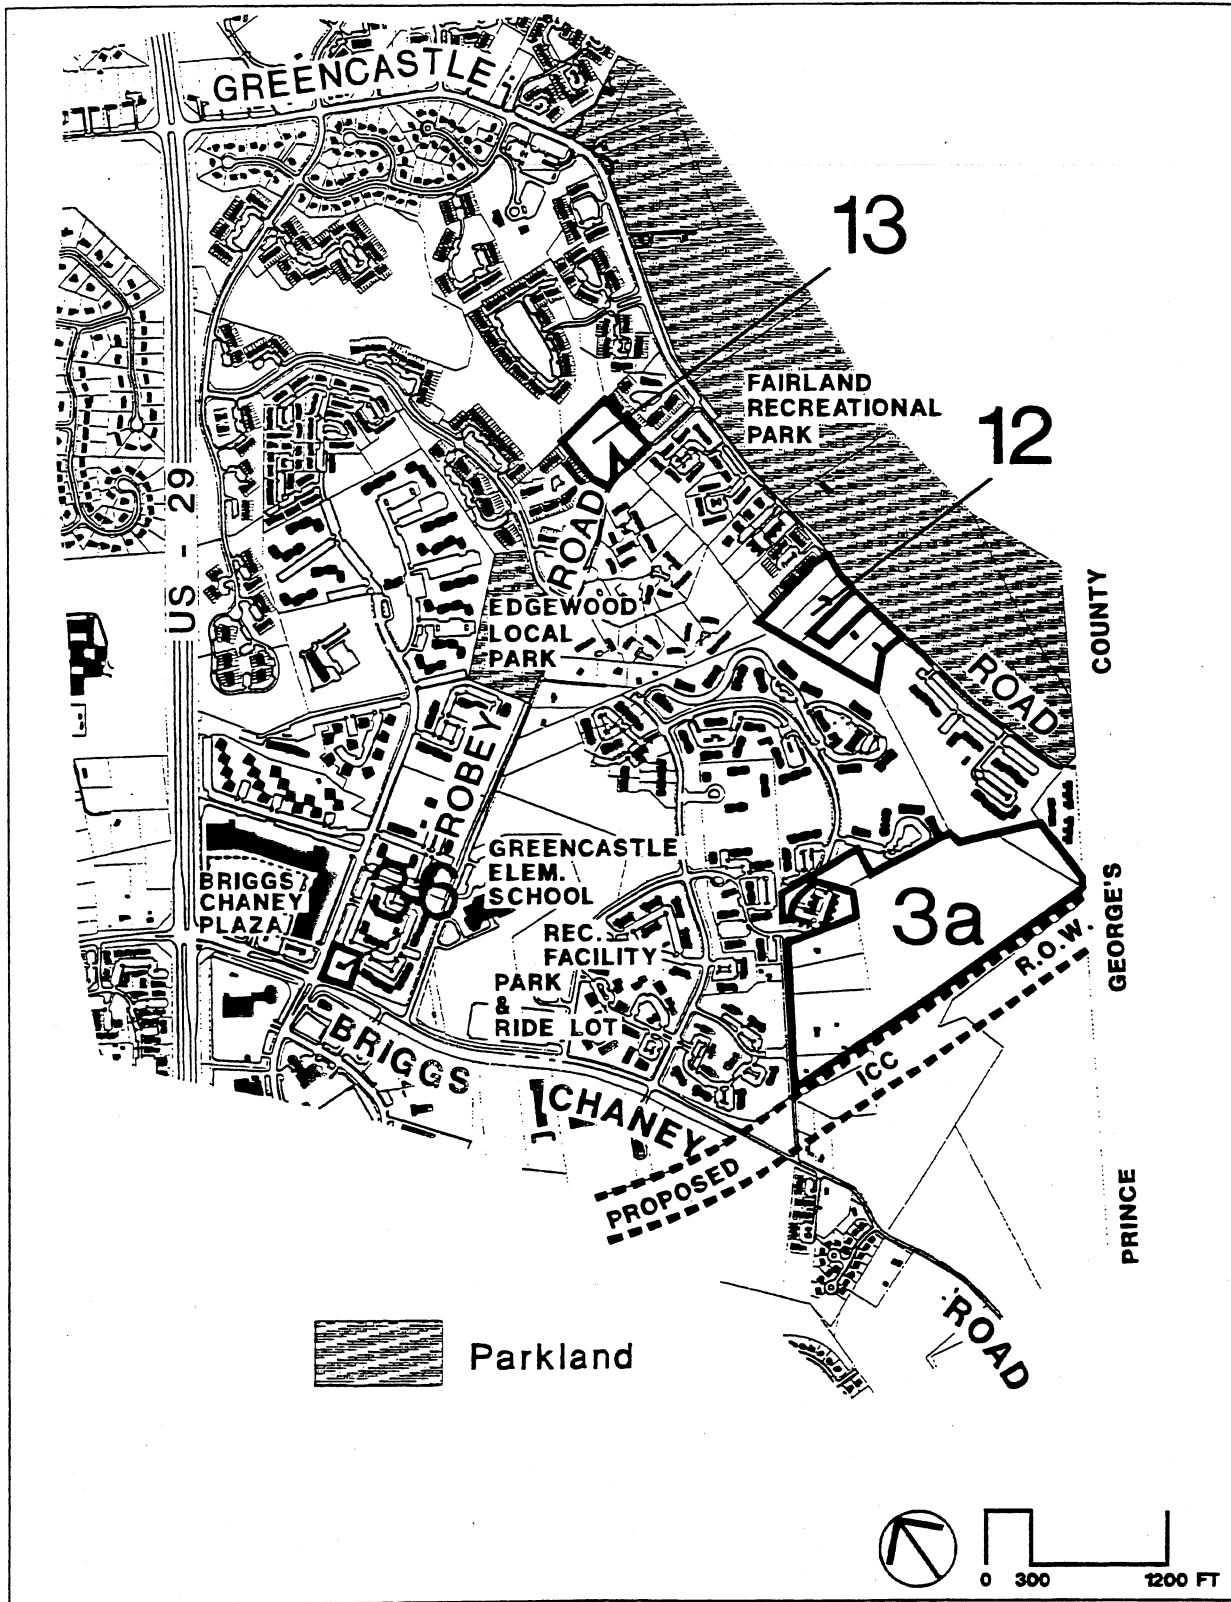 GREENCASTLE
13
FAIRLAND
RECREATIONAL
PARK
12
US - 29
ROAD
EDGEWOOD
LOCAL
PARK
COUNTY
ROAD
ROBEY
GREENCASTLE
ELEM.
SCHOOL
6
BRIGGS
CHANEY
PLAZA
3a
GEORGE'S
REC.
FACILITY
R.O.W.
PARK
&
RIDE LOT
BRIGGS
ICC
CHANEY
PROPOSED
PRINCE
ROAD
Parkland
0 300 1200 FT